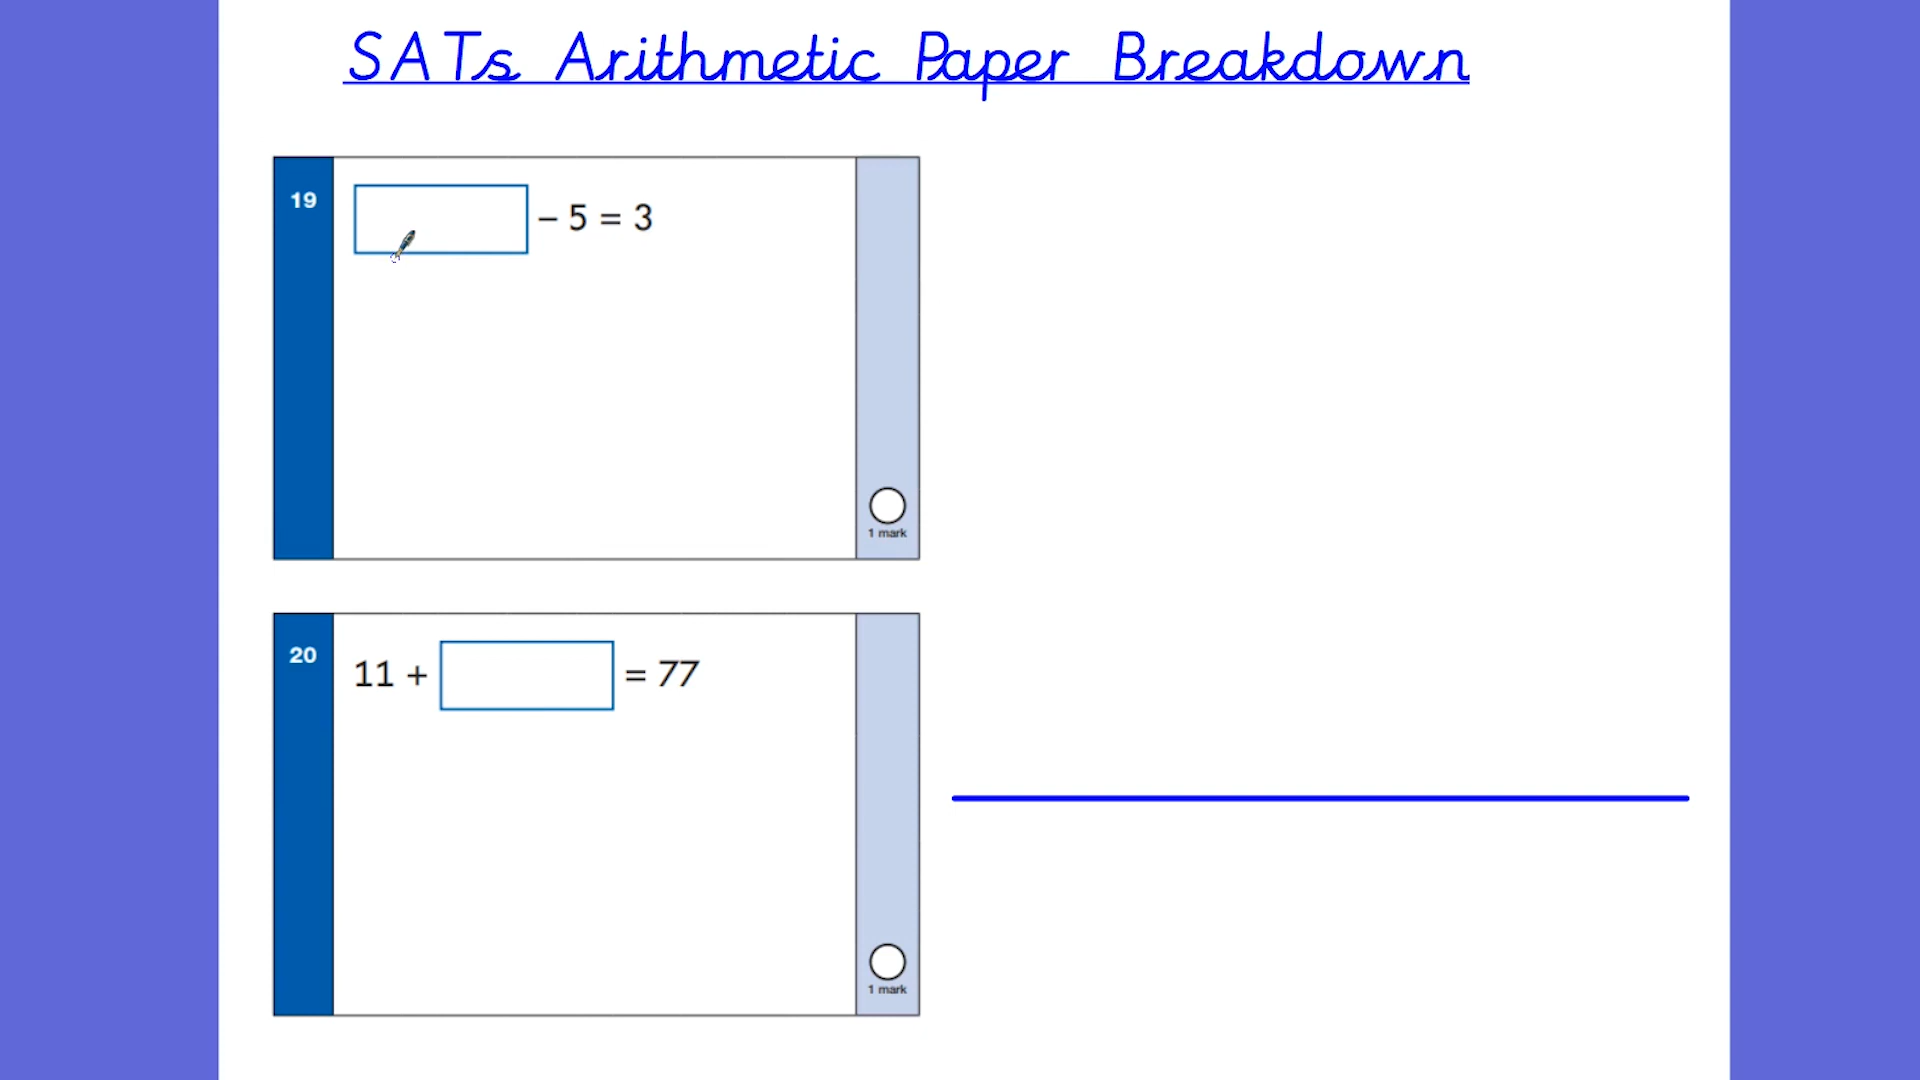 SATs Arithmetic Paper Breakdown
19
– 5 = 3
1 mark
20
11 + = 77
1 mark